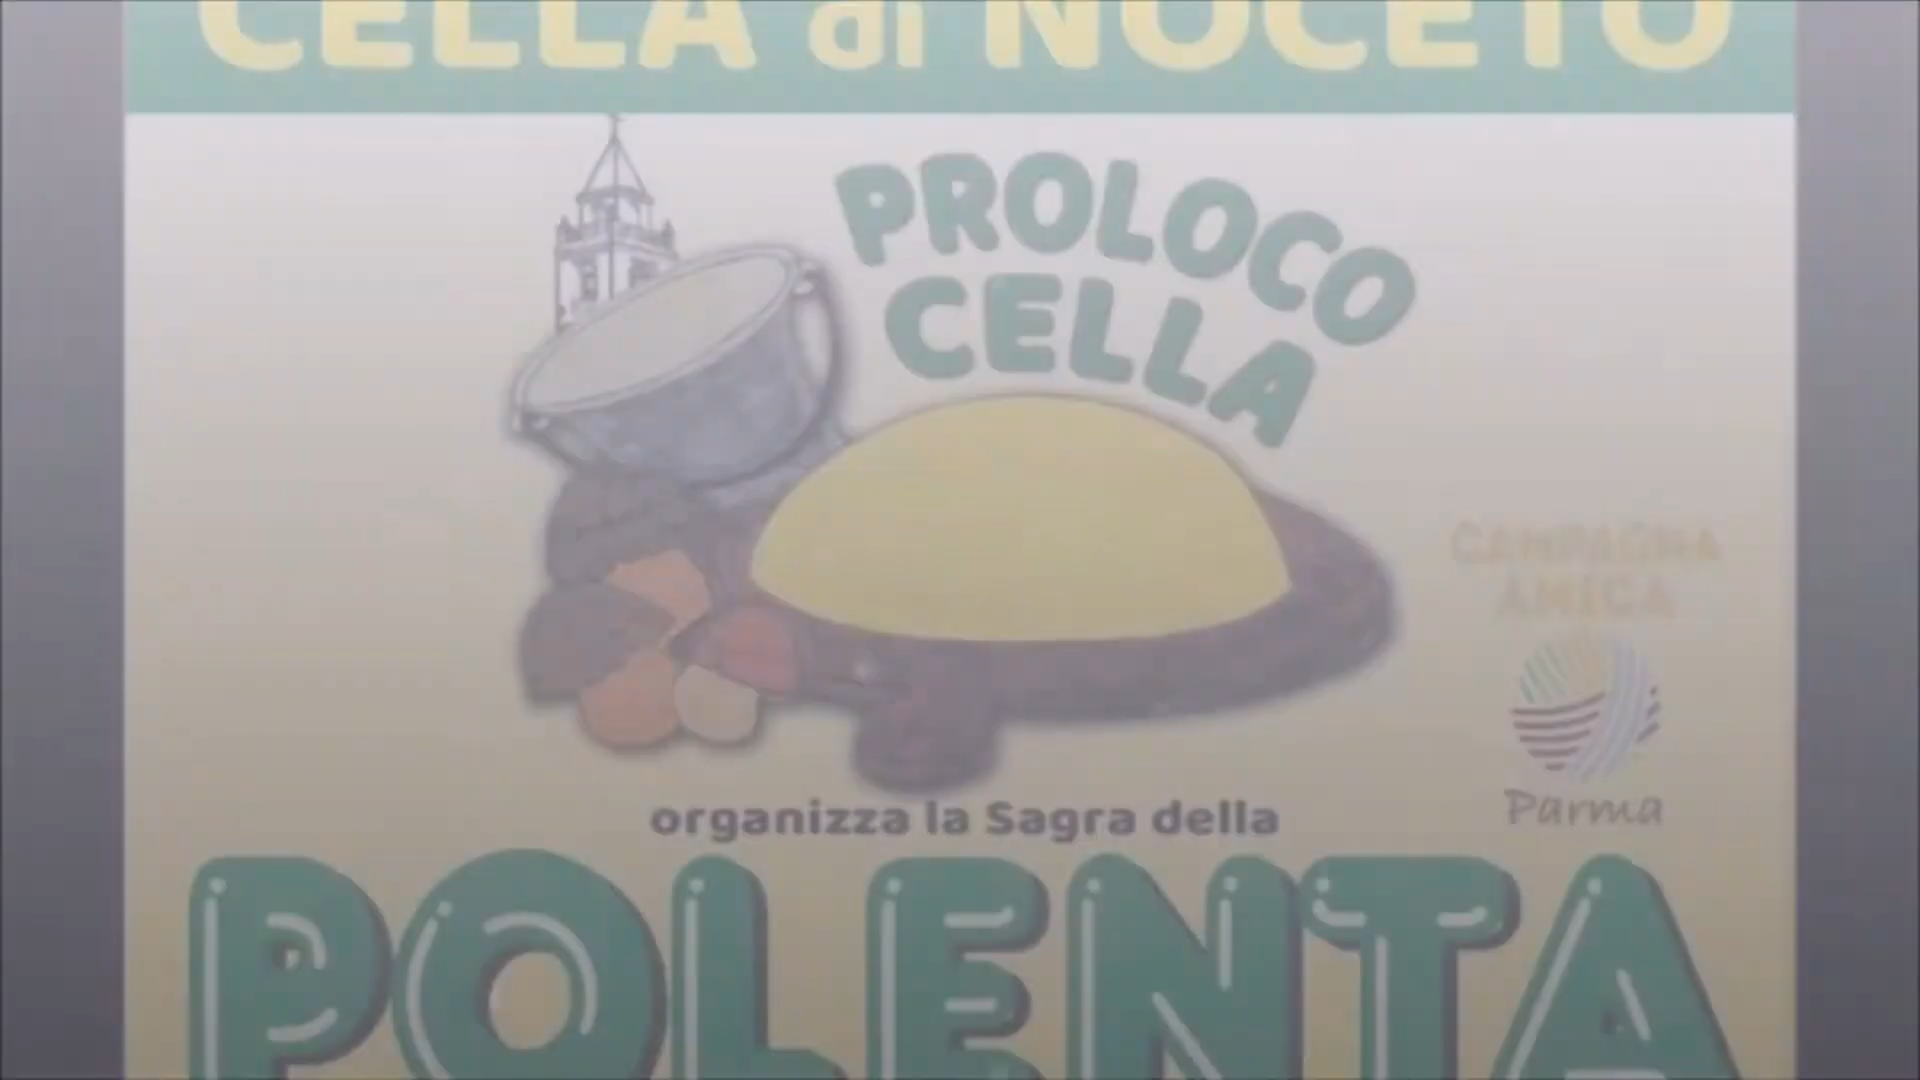 CELLA di NOCETO
PROLOCO
CELLA
CAMPAGNA
AMICA
Parma
organizza la Sagra della
POLENTA